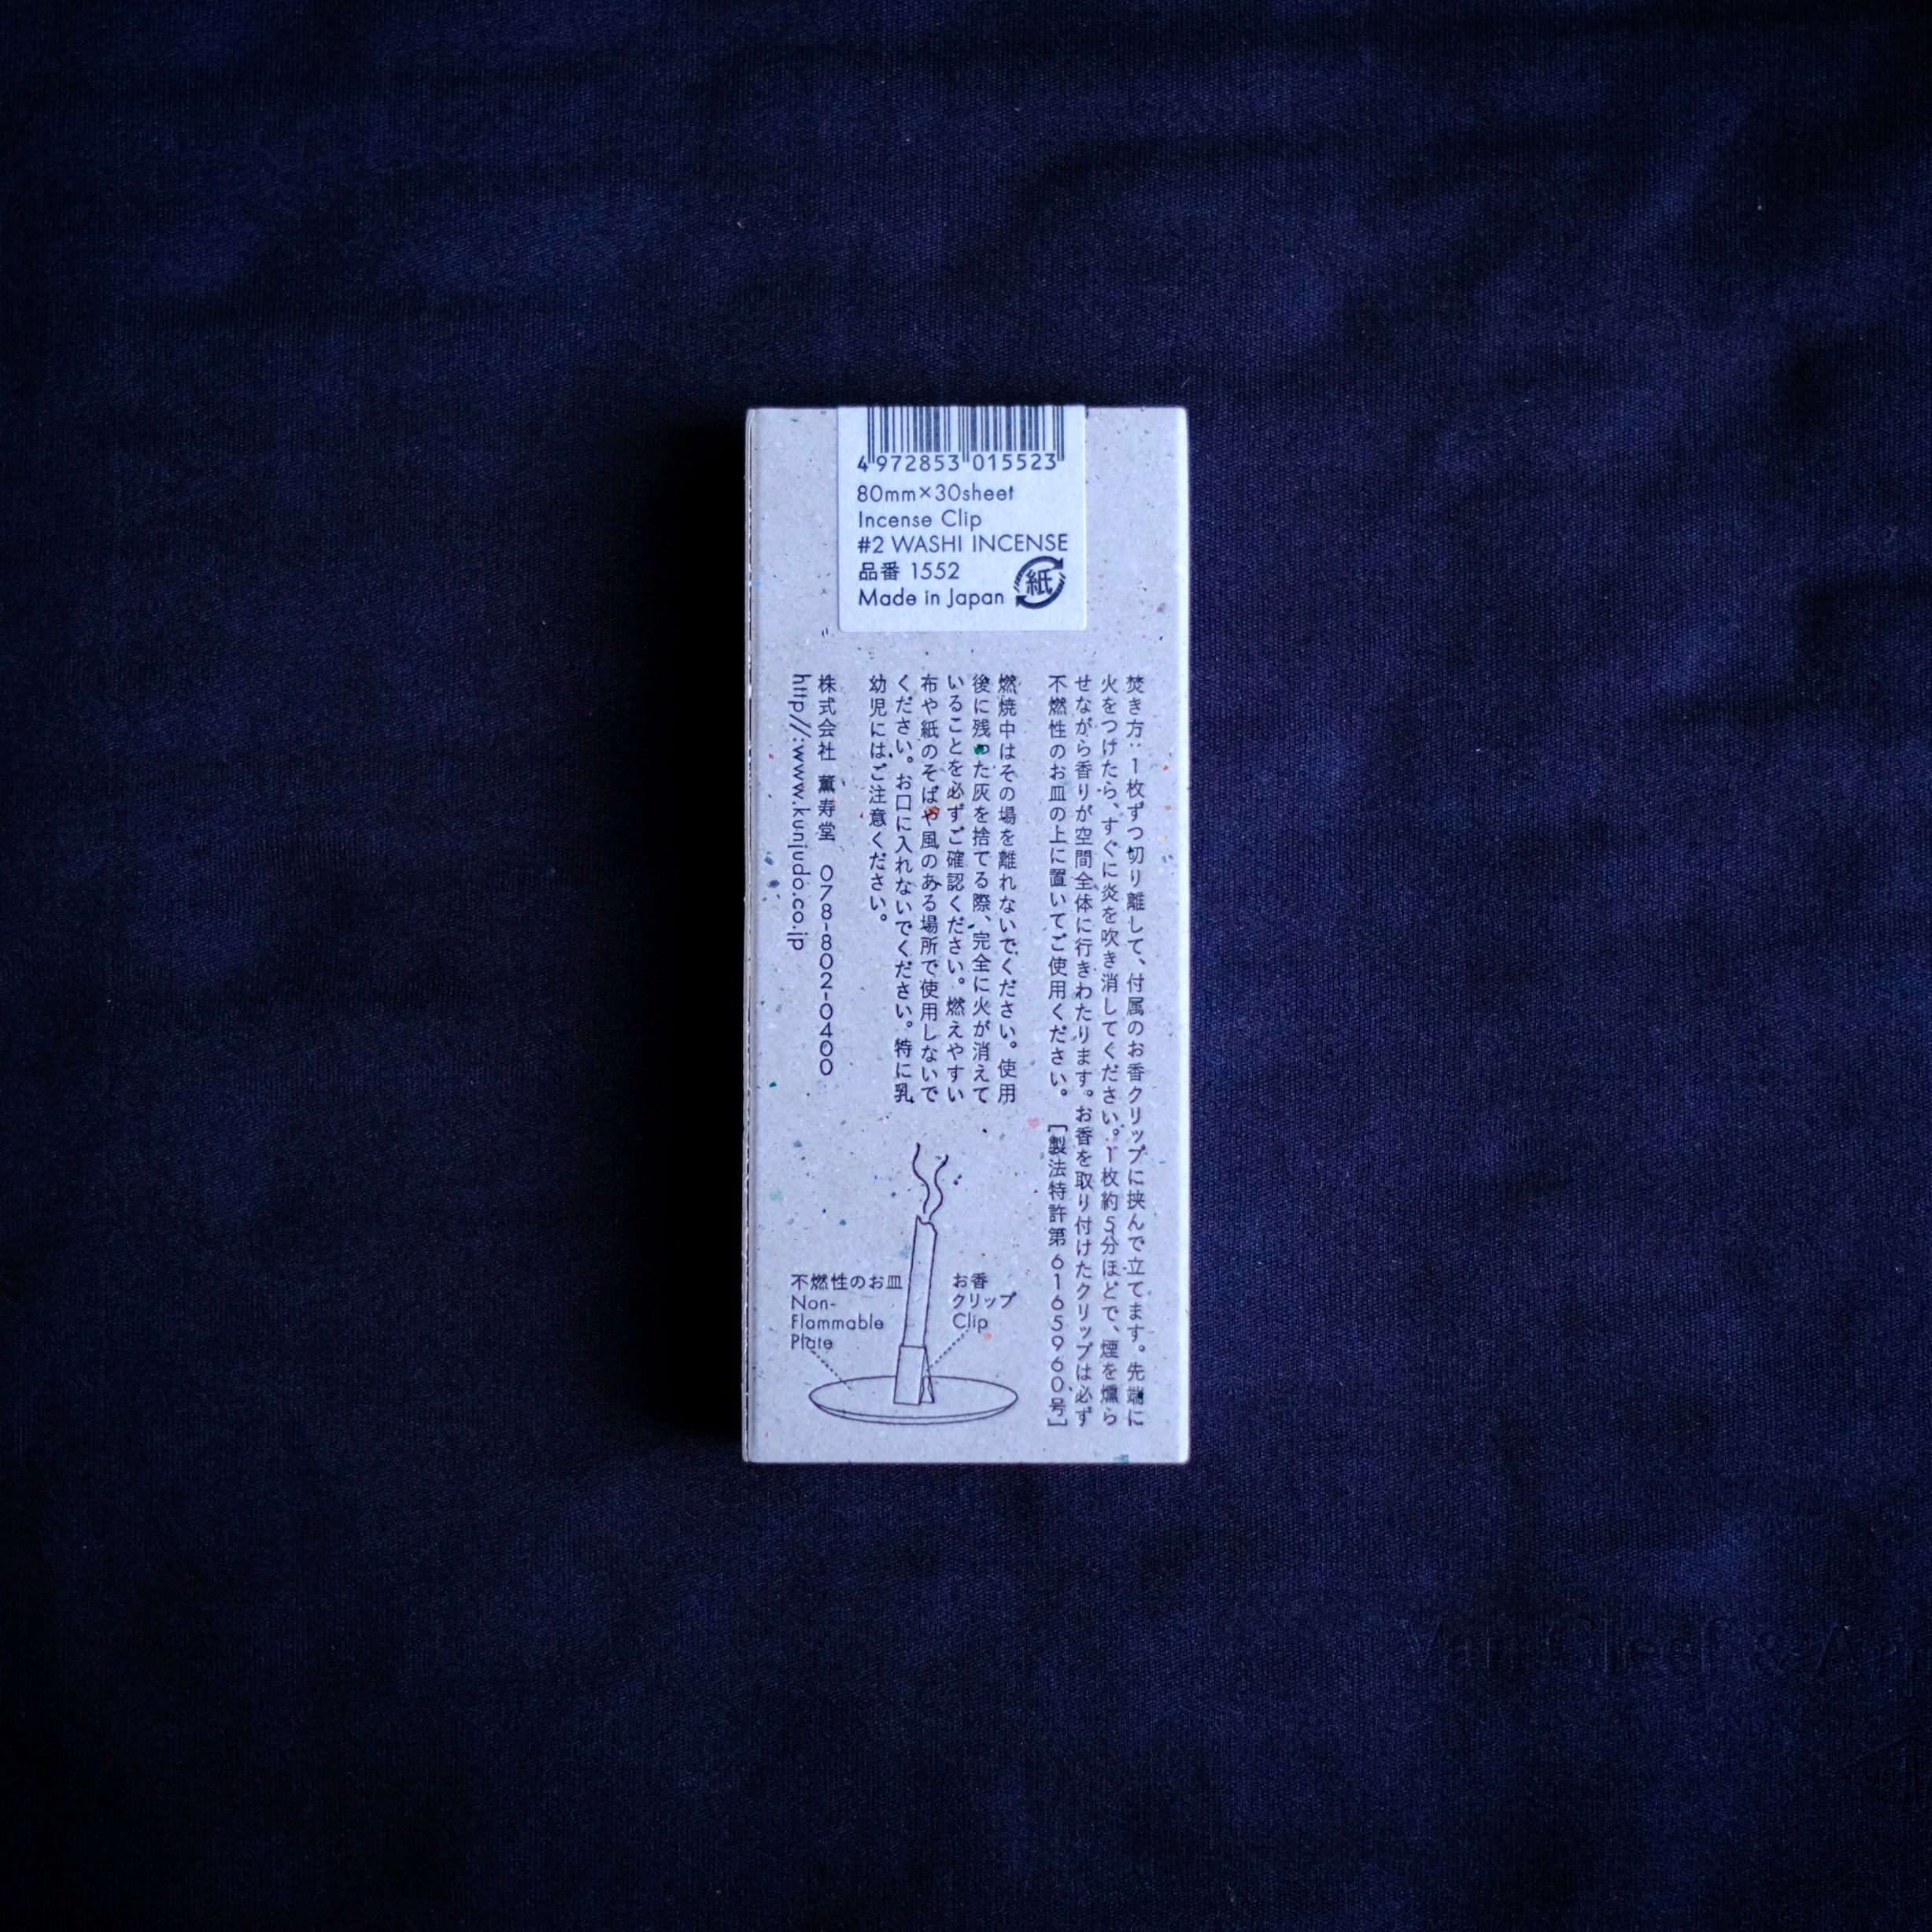 4 972853 015523
80mm×30sheet
Incense Clip
#2 WASHI INCENSE
品番 1552
Made in Japan
紙
焚き方：1枚ずつ切り離して、付属のお香クリップに挟んで立てます。先端に
火をつけたら、すぐに炎を吹き消してください。1枚約5分ほどで、煙を燻ら
せながら香りが空間全体に行きわたります。お香を取り付けたクリップは必ず
不燃性のお皿の上に置いてご使用ください。［製法特許第6165960号］
燃焼中はその場を離れないでください。使用
後に残った灰を捨てる際、完全に火が消えて
いることを必ずご確認ください。燃えやすい
布や紙のそばや風のある場所で使用しないで
ください。お口に入れないでください。特に乳
幼児にはご注意ください。
株式会社 薫寿堂 078-802-0400
http//:www.kunjudo.co.jp
不燃性のお皿
Non-
Flammable
Plate
お香
クリップ
Clip
Van Cleef &